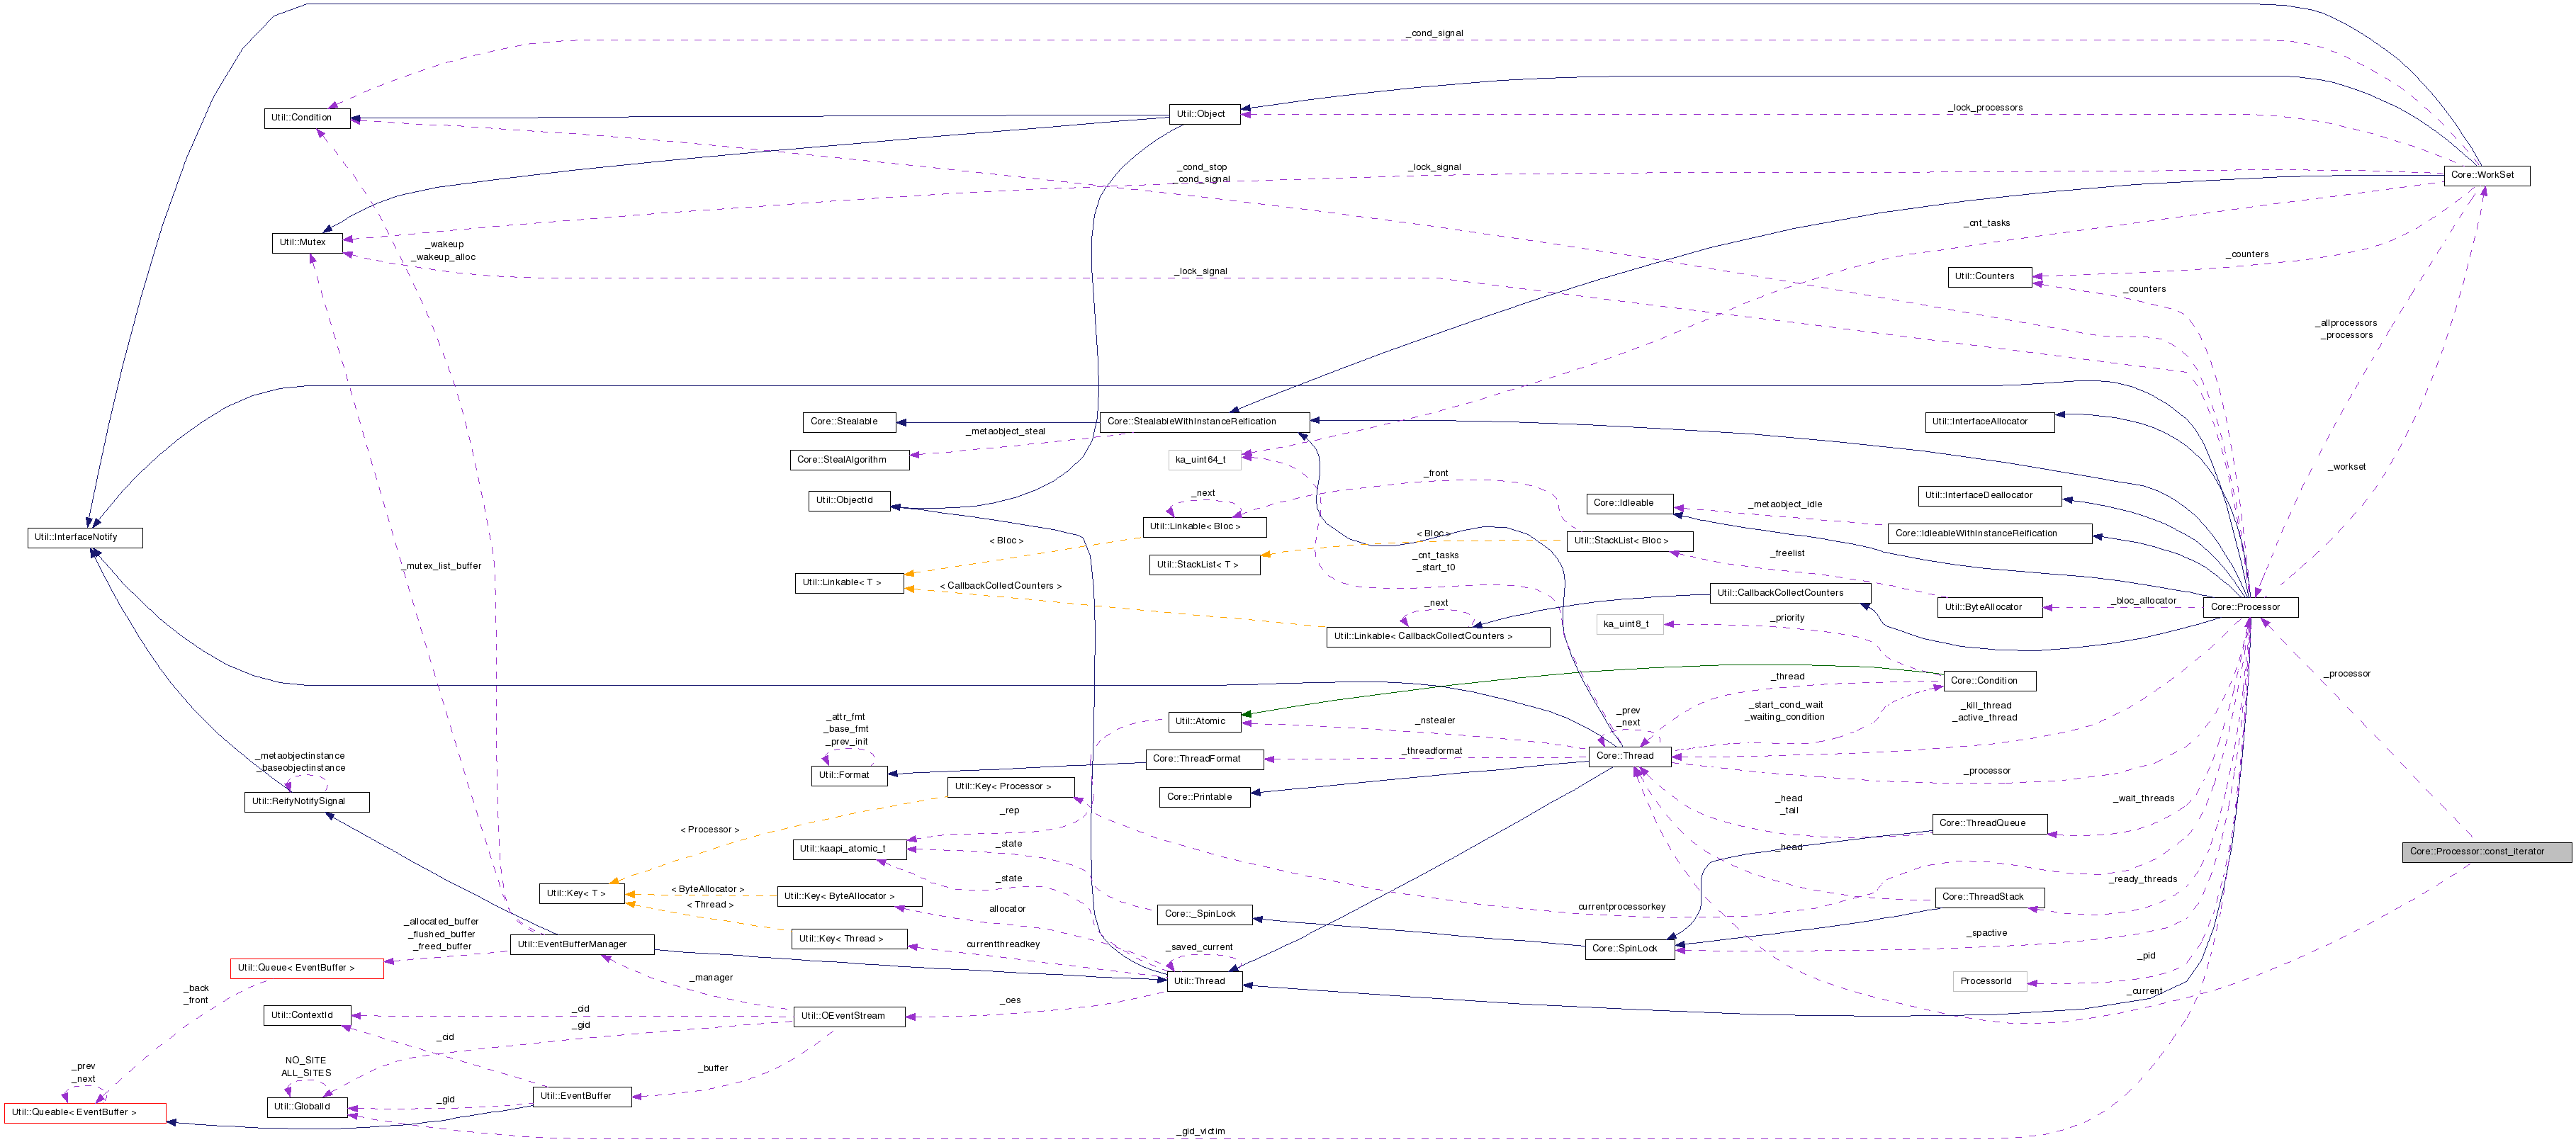 _cond_signal
_lock_processors
Util::Condition
Util::Object
_cond_stop
_cond_signal
_lock_signal
Core::WorkSet
_cnt_tasks
Util::Mutex
_wakeup
_wakeup_alloc
_lock_signal
_counters
Util::Counters
_counters
_allprocessors
_processors
Core::Stealable
Core::StealableWithInstanceReification
Util::InterfaceAllocator
_metaobject_steal
Core::StealAlgorithm
ka_uint64_t
_front
_workset
Util::ObjectId
_next
Core::Idleable
_metaobject_idle
Util::InterfaceDeallocator
Util::InterfaceNotify
Util::Linkable< Bloc >
Core::IdleableWithInstanceReification
< Bloc >
< Bloc >
Util::StackList< Bloc >
_mutex_list_buffer
Util::StackList< T >
_cnt_tasks
_start_t0
_freelist
Util::Linkable< T >
< CallbackCollectCounters >
Util::CallbackCollectCounters
_next
Util::ByteAllocator
_bloc_allocator
Core::Processor
ka_uint8_t
_priority
Util::Linkable< CallbackCollectCounters >
_thread
Core::Condition
_processor
_attr_fmt
_base_fmt
_prev_init
Util::Atomic
_nstealer
_prev
_next
_start_cond_wait
_waiting_condition
_kill_thread
_active_thread
_metaobjectinstance
_baseobjectinstance
Util::Format
Core::ThreadFormat
_threadformat
Core::Thread
_processor
Util::ReifyNotifySignal
Util::Key< Processor >
Core::Printable
_head
_tail
_wait_threads
< Processor >
_rep
Core::ThreadQueue
Util::kaapi_atomic_t
_state
_head
Core::Processor::const_iterator
_state
_ready_threads
Util::Key< T >
< ByteAllocator >
Util::Key< ByteAllocator >
Core::ThreadStack
< Thread >
allocator
Core::_SpinLock
currentprocessorkey
_allocated_buffer
_flushed_buffer
_freed_buffer
Util::EventBufferManager
Util::Key< Thread >
currentthreadkey
_saved_current
Core::SpinLock
_spactive
Util::Queue< EventBuffer >
_manager
Util::Thread
_pid
ProcessorId
_back
_front
_oes
_current
Util::ContextId
_cid
_gid
Util::OEventStream
_cid
_prev
_next
NO_SITE
ALL_SITES
_buffer
Util::Queable< EventBuffer >
Util::GlobalId
_gid
Util::EventBuffer
_gid_victim